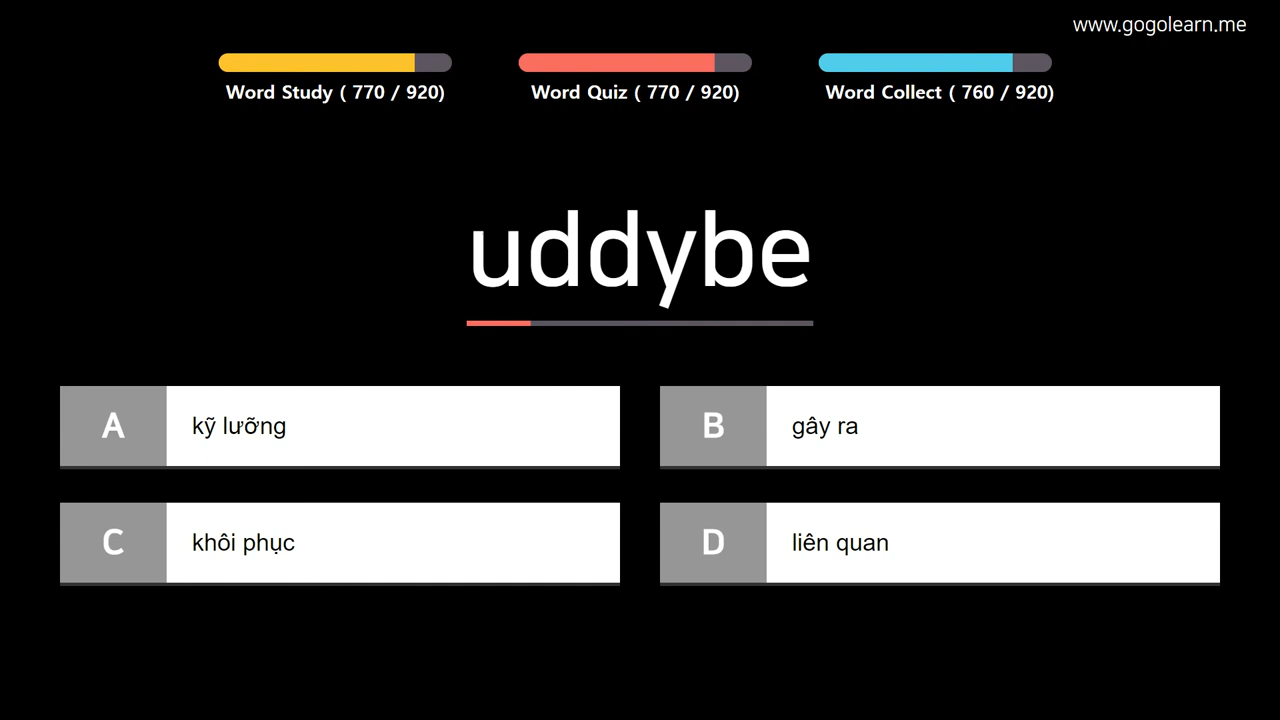 www.gogolearn.me
Word Study ( 770 / 920)
Word Quiz ( 770 / 920)
Word Collect ( 760 / 920)
uddybe
A kỹ lưỡng
B gây ra
C khôi phục
D liên quan